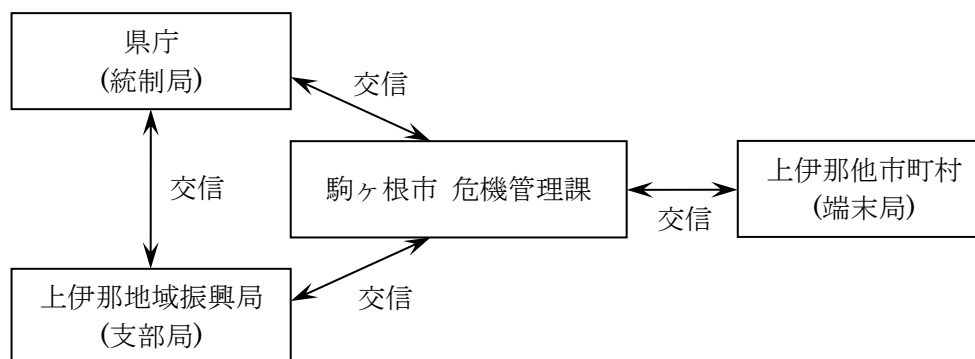 県庁
(統制局)
交信
交信
駒ヶ根市 危機管理課
交信
上伊那他市町村
(端末局)
上伊那地域振興局
(支部局)
交信